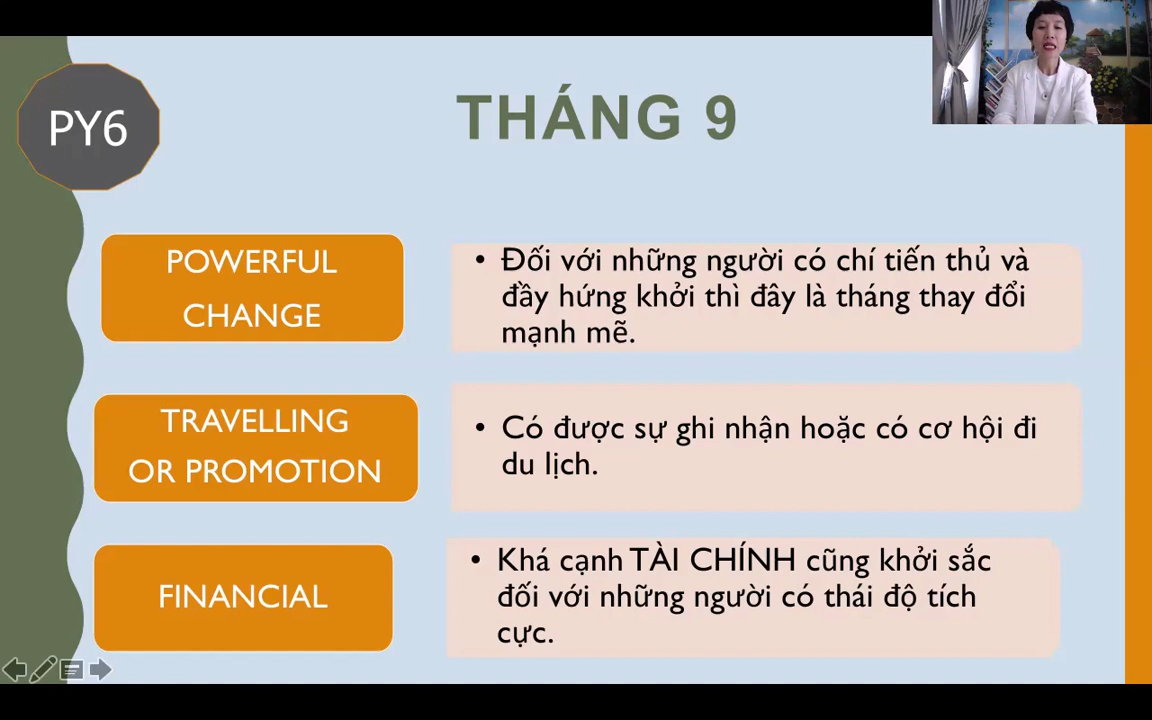 PY6
THÁNG 9
POWERFUL
CHANGE
• Đối với những người có chí tiến thủ và
đầy hứng khởi thì đây là tháng thay đổi
mạnh mẽ.
TRAVELLING
OR PROMOTION
• Có được sự ghi nhận hoặc có cơ hội đi
du lịch.
FINANCIAL
• Khá cạnh TÀI CHÍNH cũng khởi sắc
đối với những người có thái độ tích
cực.